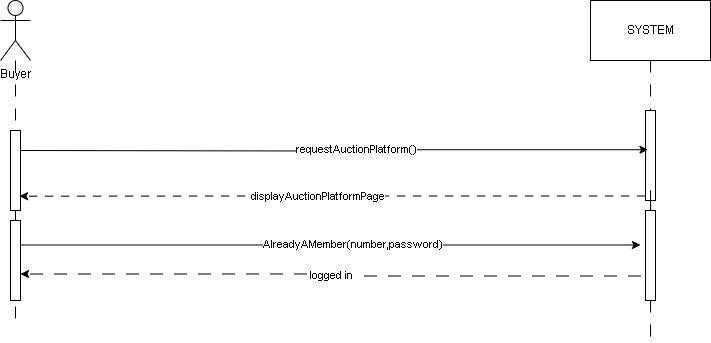 SYSTEM
Buyer
requestAuctionPlatform()
displayAuctionPlatformPage
AlreadyAMember(number,password)
logged in